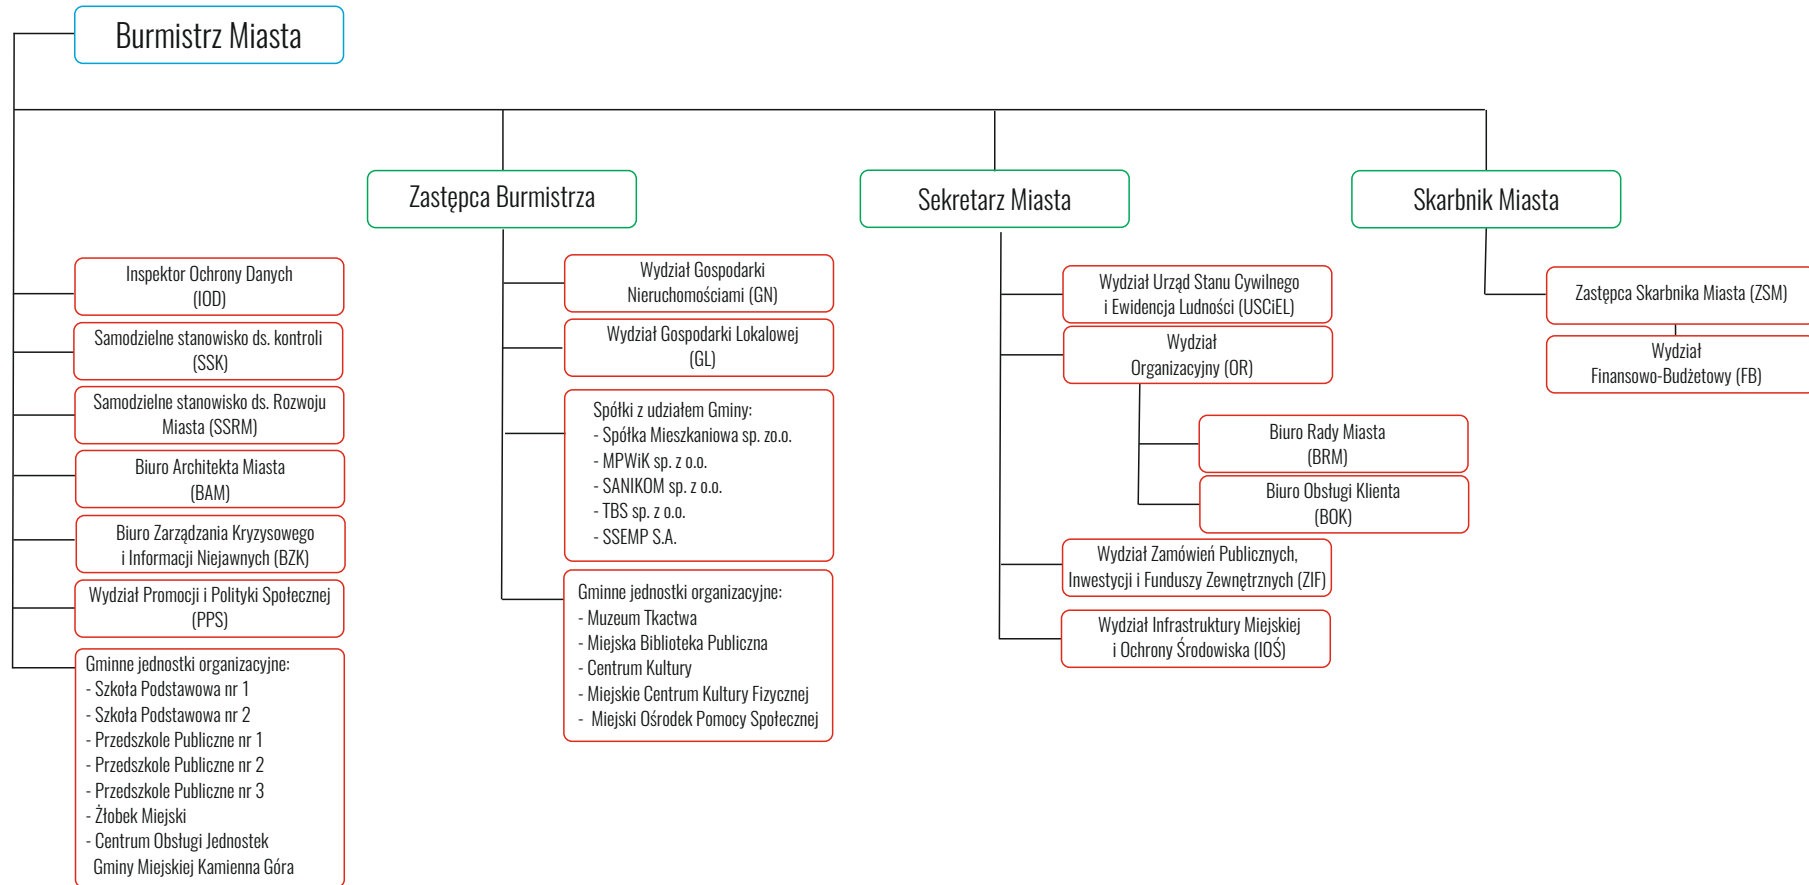 Burmistrz Miasta
Zastępca Burmistrza
Sekretarz Miasta
Skarbnik Miasta
Inspektor Ochrony Danych
(IOD)
Samodzielne stanowisko ds. kontroli
(SSK)
Samodzielne stanowisko ds. Rozwoju
Miasta (SSRM)
Biuro Architekta Miasta
(BAM)
Biuro Zarządzania Kryzysowego
i Informacji Niejawnych (BZK)
Wydział Promocji i Polityki Społecznej
(PPS)
Gminne jednostki organizacyjne:
- Szkoła Podstawowa nr 1
- Szkoła Podstawowa nr 2
- Przedszkole Publiczne nr 1
- Przedszkole Publiczne nr 2
- Przedszkole Publiczne nr 3
- Żłobek Miejski
- Centrum Obsługi Jednostek
Gminy Miejskiej Kamienna Góra
Wydział Gospodarki
Nieruchomościami (GN)
Wydział Gospodarki Lokalowej
(GL)
Spółki z udziałem Gminy:
- Spółka Mieszkaniowa sp. zo.o.
- MPWiK sp. z o.o.
- SANIKOM sp. z o.o.
- TBS sp. z o.o.
- SSEMP S.A.
Gminne jednostki organizacyjne:
- Muzeum Tkactwa
- Miejska Biblioteka Publiczna
- Centrum Kultury
- Miejskie Centrum Kultury Fizycznej
- Miejski Ośrodek Pomocy Społecznej
Wydział Urząd Stanu Cywilnego
i Ewidencja Ludności (USCiEL)
Wydział
Organizacyjny (OR)
Biuro Rady Miasta
(BRM)
Biuro Obsługi Klienta
(BOK)
Wydział Zamówień Publicznych,
Inwestycji i Funduszy Zewnętrznych (ZIF)
Wydział Infrastruktury Miejskiej
i Ochrony Środowiska (IOŚ)
Zastępca Skarbnika Miasta (ZSM)
Wydział
Finansowo-Budżetowy (FB)